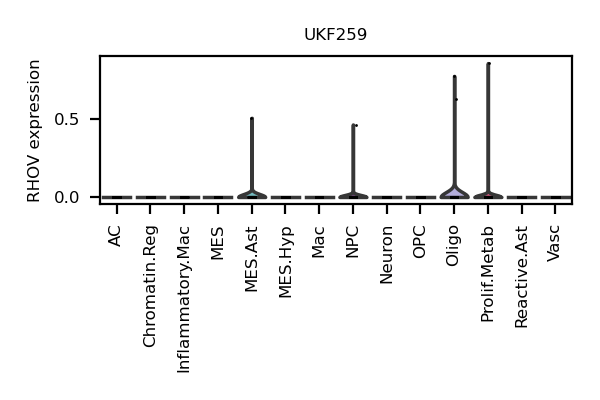 UKF259
RHOV expression
0.5
0.0
AC
Chromatin.Reg
Inflammatory.Mac
MES
MES.Ast
MES.Hyp
Mac
NPC
Neuron
OPC
Oligo
Prolif.Metab
Reactive.Ast
Vasc